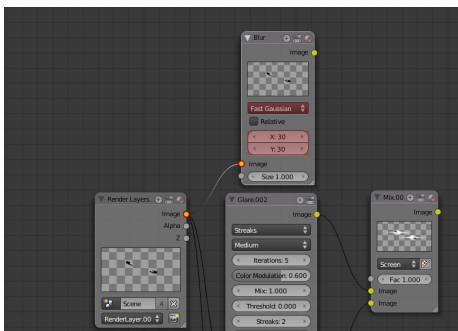 Blur
Image
Fast Gaussian
Relative
X: 30
Y: 30
Image
Size 1.000
Render Layers.
Image
Alpha
Z
Scene 4
RenderLayer.00
Glare.002
Image
Streaks
Medium
Iterations: 5
Color Modulation: 0.600
Mix: 1.000
Threshold: 0.000
Streaks: 2
Mix.00
Image
Screen
Fac 1.000
Image
Image